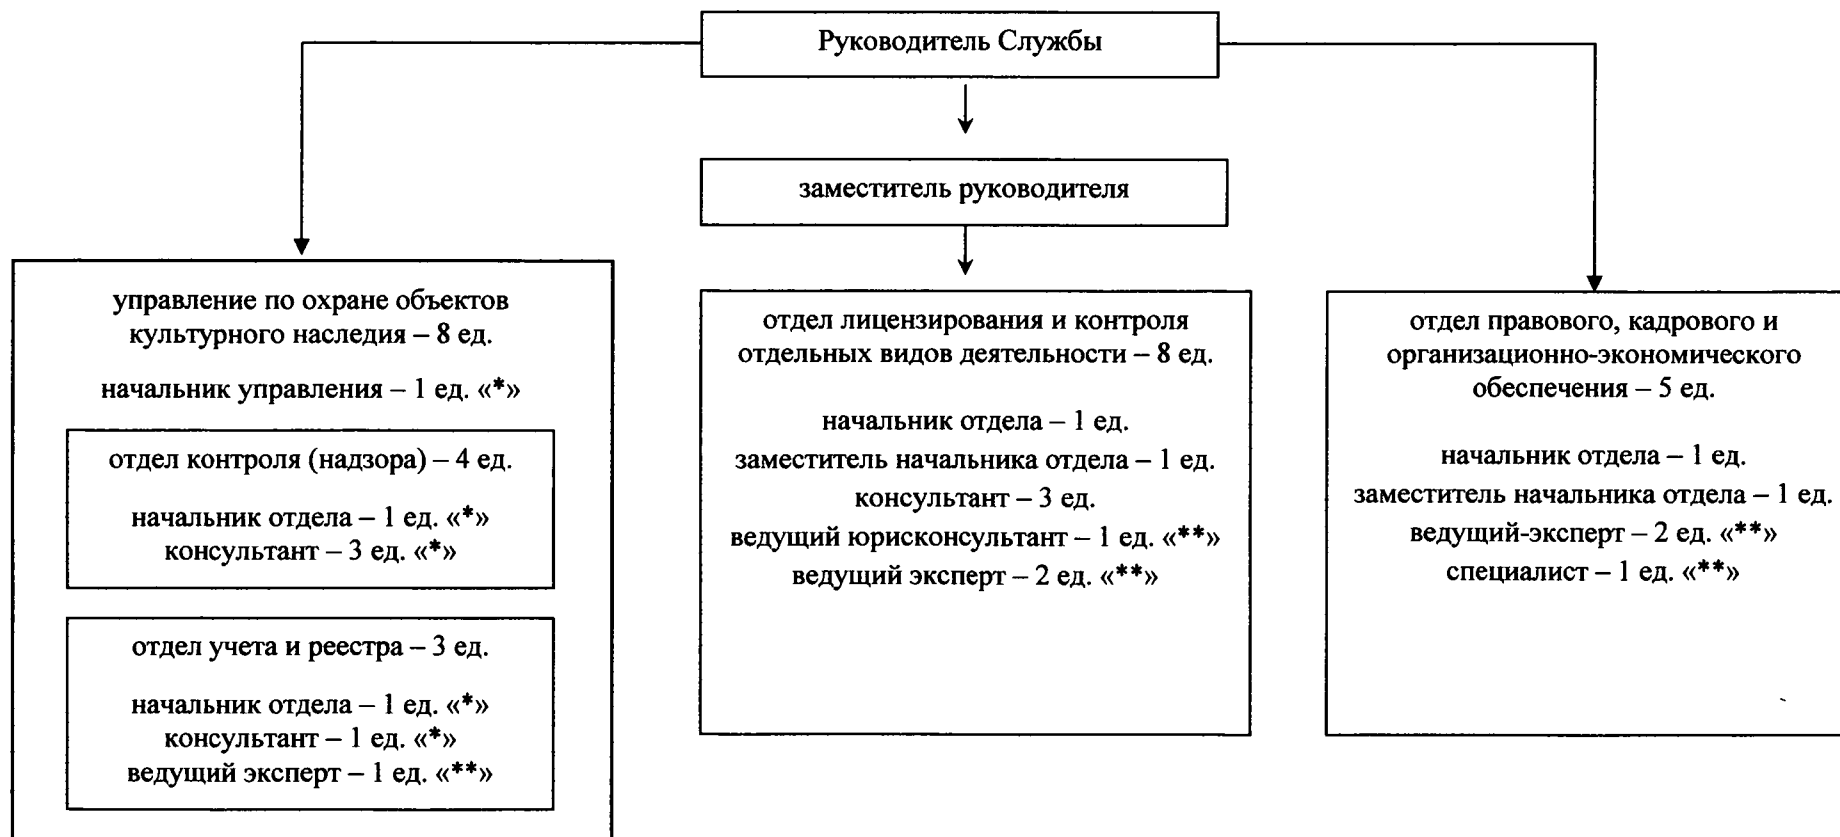 Руководитель Службы
заместитель руководителя
управление по охране объектов
культурного наследия – 8 ед.
начальник управления – 1 ед. «*»
отдел контроля (надзора) – 4 ед.
начальник отдела – 1 ед. «*»
консультант – 3 ед. «*»
отдел учета и реестра – 3 ед.
начальник отдела – 1 ед. «*»
консультант – 1 ед. «*»
ведущий эксперт – 1 ед. «**»
отдел лицензирования и контроля
отдельных видов деятельности – 8 ед.
начальник отдела – 1 ед.
заместитель начальника отдела – 1 ед.
консультант – 3 ед.
ведущий юрисконсультант – 1 ед. «**»
ведущий эксперт – 2 ед. «**»
отдел правового, кадрового и
организационно-экономического
обеспечения – 5 ед.
начальник отдела – 1 ед.
заместитель начальника отдела – 1 ед.
ведущий-эксперт – 2 ед. «**»
специалист – 1 ед. «**»